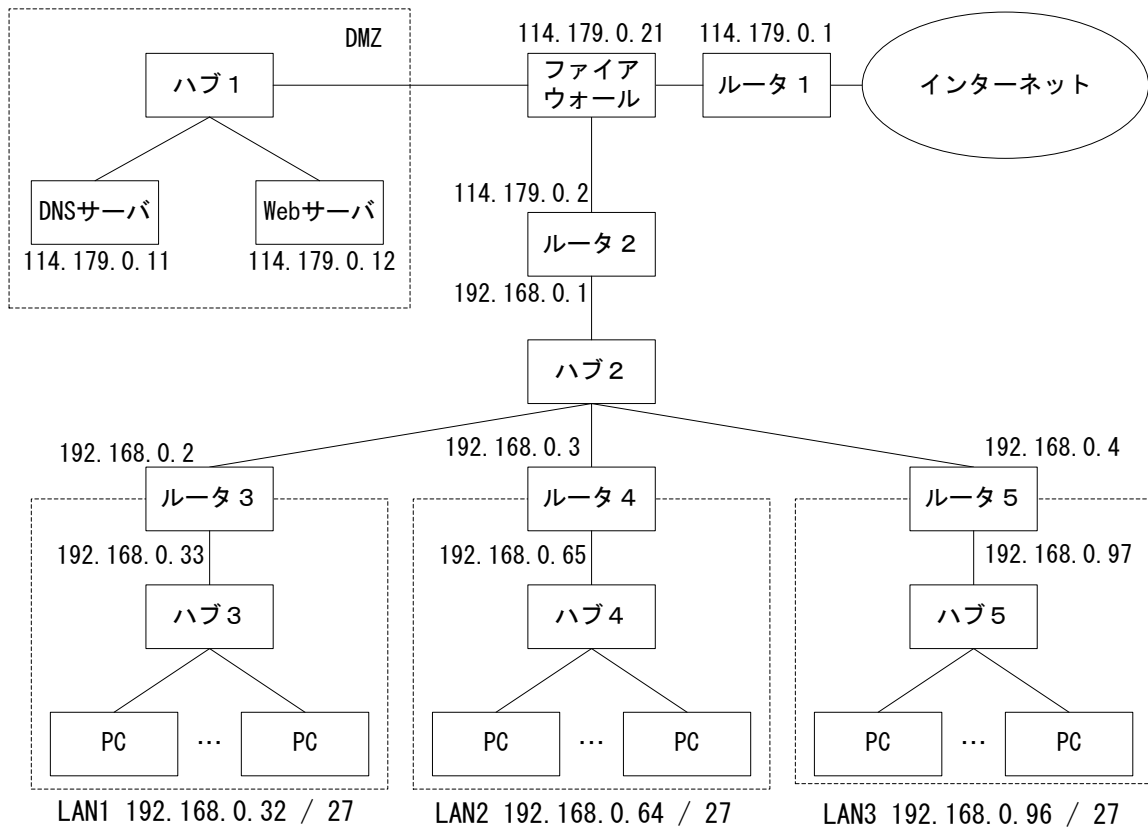 DMZ
114.179.0.21
114.179.0.1
ハブ１
ファイア
ウォール
ルータ１
インターネット
DNSサーバ
Webサーバ
114.179.0.11
114.179.0.12
114.179.0.2
ルータ２
192.168.0.1
ハブ２
192.168.0.2
192.168.0.3
192.168.0.4
ルータ３
ルータ４
ルータ５
192.168.0.33
192.168.0.65
192.168.0.97
ハブ３
ハブ４
ハブ５
PC … PC
PC … PC
PC … PC
LAN1 192.168.0.32 / 27
LAN2 192.168.0.64 / 27
LAN3 192.168.0.96 / 27